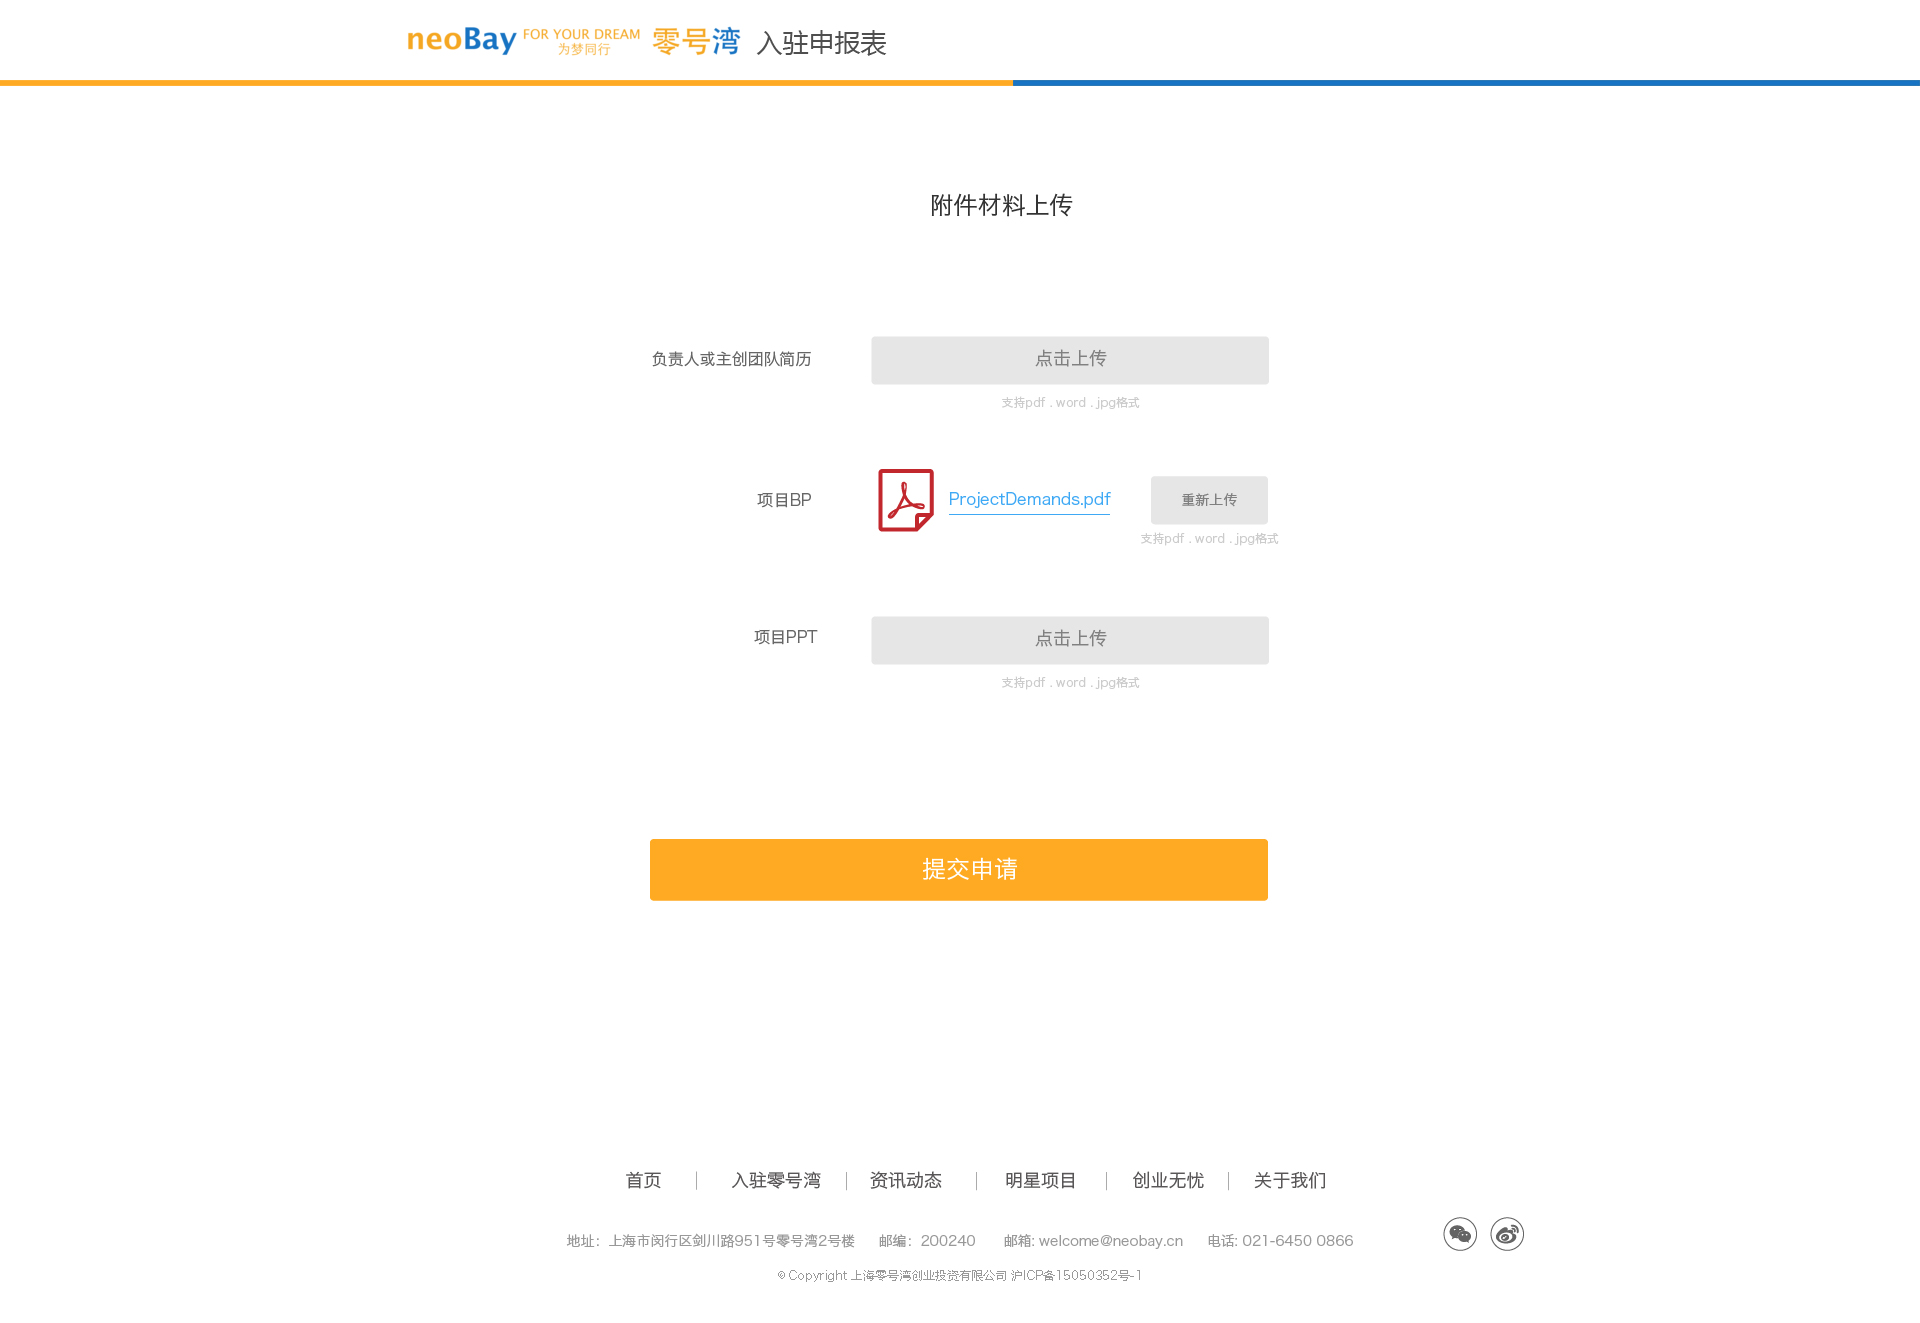 neoBay FOR YOUR DREAM 为梦同行 零号湾 入驻申报表
附件材料上传
负责人或主创团队简历 点击上传
支持pdf . word . jpg格式
项目BP ProjectDemands.pdf 重新上传
支持pdf . word . jpg格式
项目PPT 点击上传
支持pdf . word . jpg格式
提交申请
首页 | 入驻零号湾 | 资讯动态 | 明星项目 | 创业无忧 | 关于我们
地址：上海市闵行区剑川路951号零号湾2号楼 邮编：200240 邮箱: welcome@neobay.cn 电话: 021-6450 0866
© Copyright 上海零号湾创业投资有限公司 沪ICP备15050352号-1